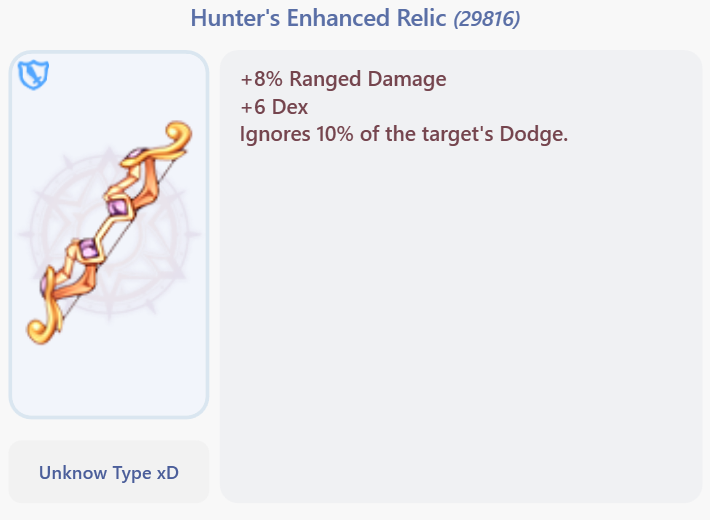 Hunter's Enhanced Relic (29816)
+8% Ranged Damage
+6 Dex
Ignores 10% of the target's Dodge.
Unknow Type xD